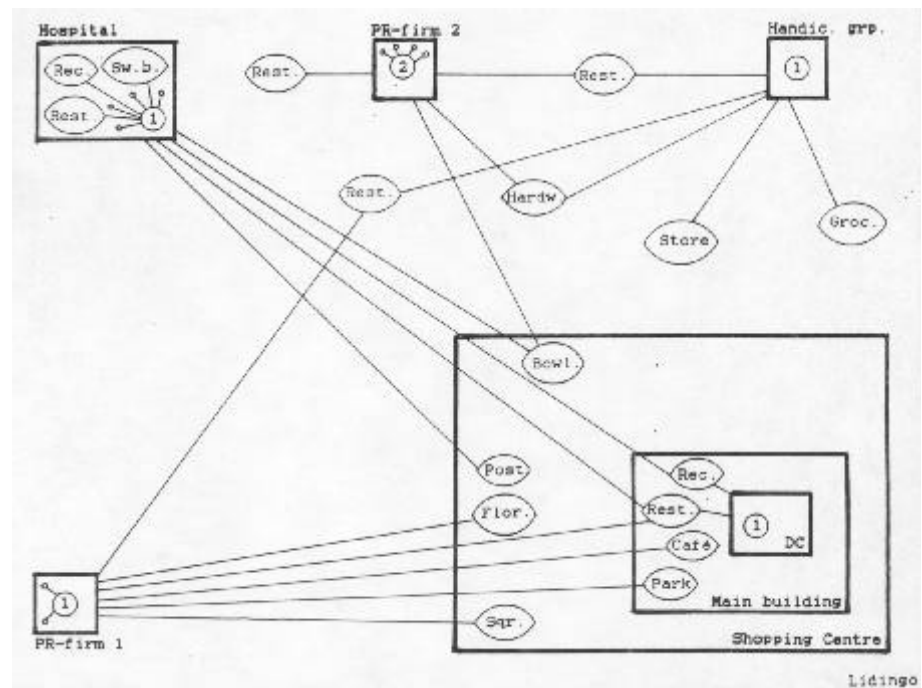 Hospital
PR-firm 2
Handic. grp.
Rec.
Sw.b.
Rest
1
Rest.
2
Rest.
1
Rest.
Hardw
Store
Groc.
Bowl.
Post
Rec.
Flor.
Rest.
1
DC
Café
Park
Main building
1
Sqr.
Shopping Centre
PR-firm 1
Lidingo